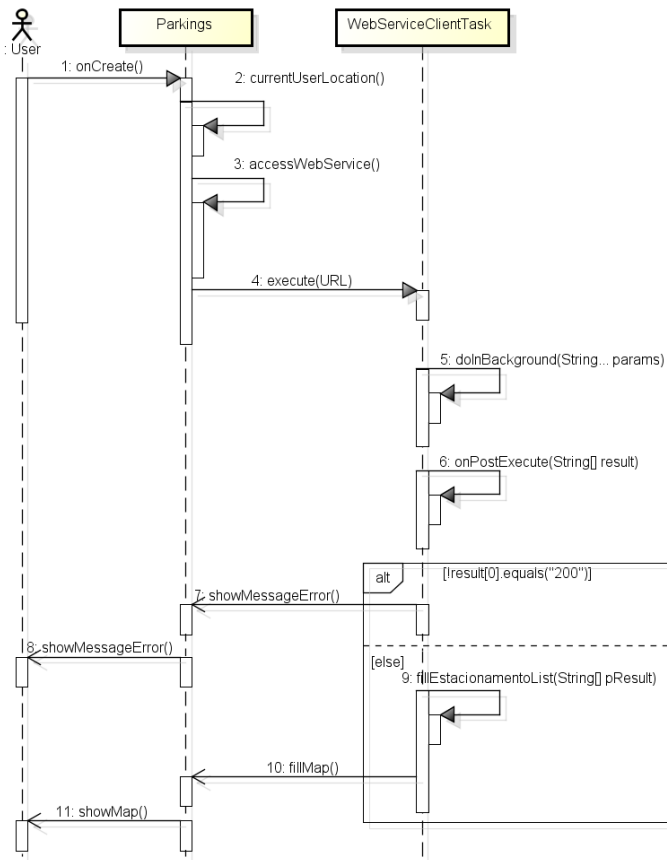 Parkings
WebServiceClientTask
: User
1: onCreate()
2: currentUserLocation()
3: accessWebService()
4: execute(URL)
5: doInBackground(String... params)
6: onPostExecute(String[] result)
alt
[!result[0].equals("200")]
7: showMessageError()
8: showMessageError()
[else]
9: fillEstacionamentoList(String[] pResult)
10: fillMap()
11: showMap()